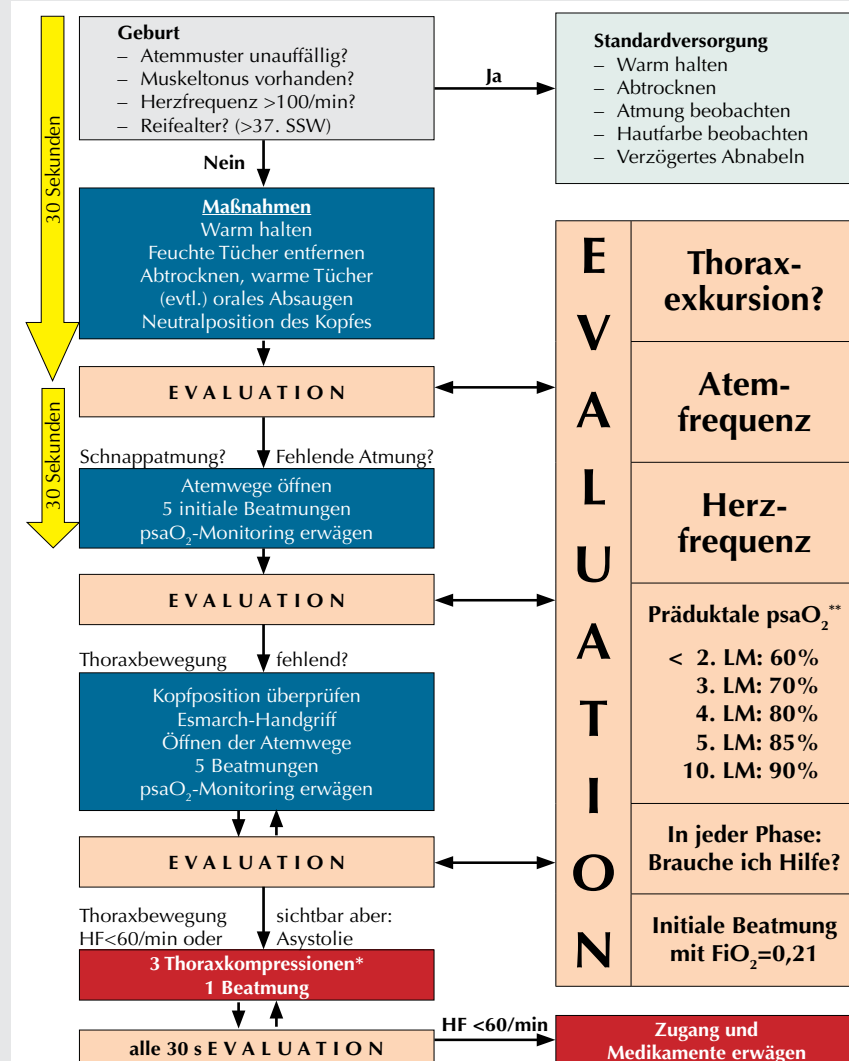 30 Sekunden
Geburt
– Atemmuster unauffällig?
– Muskeltonus vorhanden?
– Herzfrequenz >100/min?
– Reifealter? (>37. SSW)
Ja
Standardversorgung
– Warm halten
– Abtrocknen
– Atmung beobachten
– Hautfarbe beobachten
– Verzögertes Abnabeln
Nein
Maßnahmen
Warm halten
Feuchte Tücher entfernen
Abtrocknen, warme Tücher
(evtl.) orales Absaugen
Neutralposition des Kopfes
EVALUATION
30 Sekunden
Schnappatmung? Fehlende Atmung?
Atemwege öffnen
5 initiale Beatmungen
psaO₂-Monitoring erwägen
EVALUATION
Thoraxbewegung fehlend?
Kopfposition überprüfen
Esmarch-Handgriff
Öffnen der Atemwege
5 Beatmungen
psaO₂-Monitoring erwägen
EVALUATION
Thoraxbewegung sichtbar aber:
HF<60/min oder Asystolie
3 Thoraxkompressionen*
1 Beatmung
alle 30 s EVALUATION
HF <60/min
Zugang und
Medikamente erwägen
EVALUATION
Thorax-
exkursion?
Atem-
frequenz
Herz-
frequenz
Präduktale psaO₂**
< 2. LM: 60%
3. LM: 70%
4. LM: 80%
5. LM: 85%
10. LM: 90%
In jeder Phase:
Brauche ich Hilfe?
Initiale Beatmung
mit FiO₂=0,21